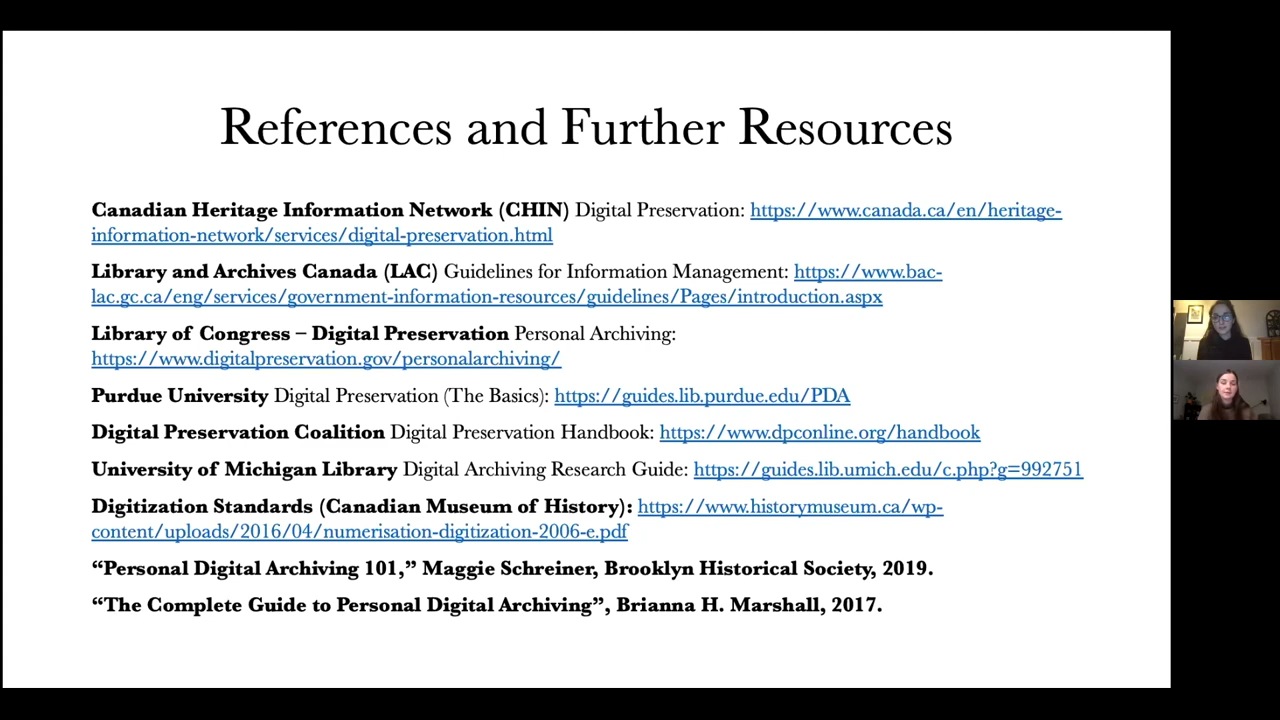 References and Further Resources
Canadian Heritage Information Network (CHIN) Digital Preservation: https://www.canada.ca/en/heritage-
information-network/services/digital-preservation.html
Library and Archives Canada (LAC) Guidelines for Information Management: https://www.bac-
lac.gc.ca/eng/services/government-information-resources/guidelines/Pages/introduction.aspx
Library of Congress – Digital Preservation Personal Archiving:
https://www.digitalpreservation.gov/personalarchiving/
Purdue University Digital Preservation (The Basics): https://guides.lib.purdue.edu/PDA
Digital Preservation Coalition Digital Preservation Handbook: https://www.dpconline.org/handbook
University of Michigan Library Digital Archiving Research Guide: https://guides.lib.umich.edu/c.php?g=992751
Digitization Standards (Canadian Museum of History): https://www.historymuseum.ca/wp-
content/uploads/2016/04/numerisation-digitization-2006-e.pdf
“Personal Digital Archiving 101,” Maggie Schreiner, Brooklyn Historical Society, 2019.
“The Complete Guide to Personal Digital Archiving”, Brianna H. Marshall, 2017.